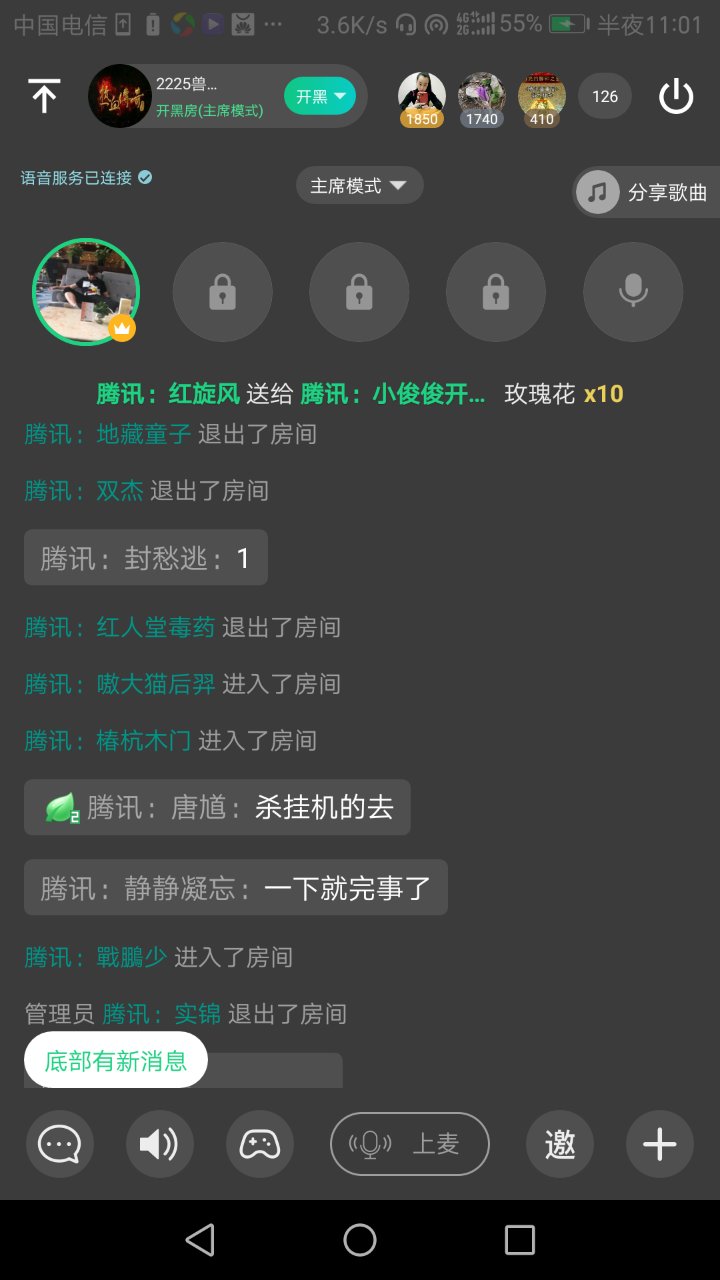 中国电信 ··· 3.6K/s 4G 2G 55% 半夜11:01
2225兽...
开黑房(主席模式)
开黑
1850
1740
410
126
语音服务已连接
主席模式
分享歌曲
腾讯：红旋风 送给 腾讯：小俊俊开... 玫瑰花 x10
腾讯：地藏童子 退出了房间
腾讯：双杰 退出了房间
腾讯：封愁逃：1
腾讯：红人堂毒药 退出了房间
腾讯：嗷大猫后羿 进入了房间
腾讯：椿杭木门 进入了房间
2 腾讯：唐馗：杀挂机的去
腾讯：静静凝忘：一下就完事了
腾讯：戰鵬少 进入了房间
管理员 腾讯：实锦 退出了房间
底部有新消息
上麦
邀